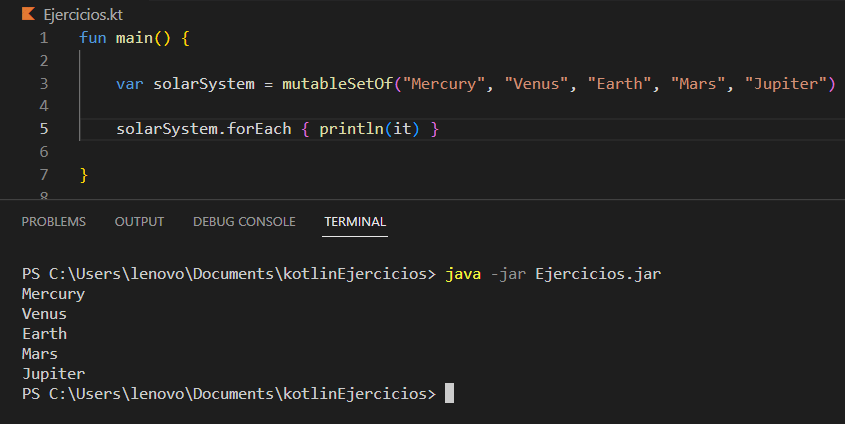 Ejercicios.kt
1 fun main() {
2
3 var solarSystem = mutableSetOf("Mercury", "Venus", "Earth", "Mars", "Jupiter")
4
5 solarSystem.forEach { println(it) }
6
7 }
8
PROBLEMS OUTPUT DEBUG CONSOLE TERMINAL
PS C:\Users\lenovo\Documents\kotlinEjercicios> java -jar Ejercicios.jar
Mercury
Venus
Earth
Mars
Jupiter
PS C:\Users\lenovo\Documents\kotlinEjercicios>